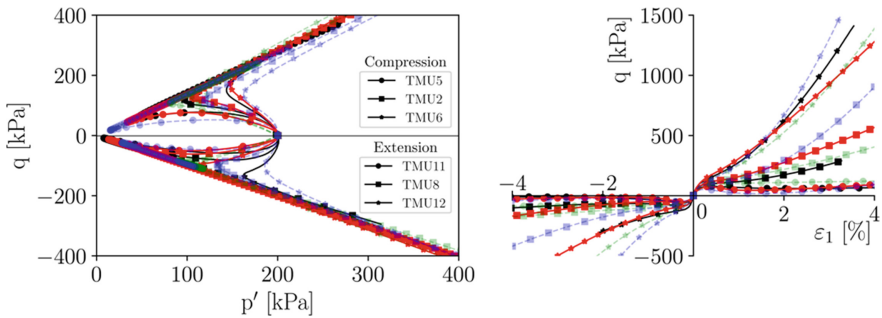 400
200
0
−200
−400
q [kPa]
0
100
200
300
400
p′ [kPa]
Compression
TMU5
TMU2
TMU6
Extension
TMU11
TMU8
TMU12
1500
1000
500
−500
q [kPa]
−4
−2
0
2
4
ε1 [%]